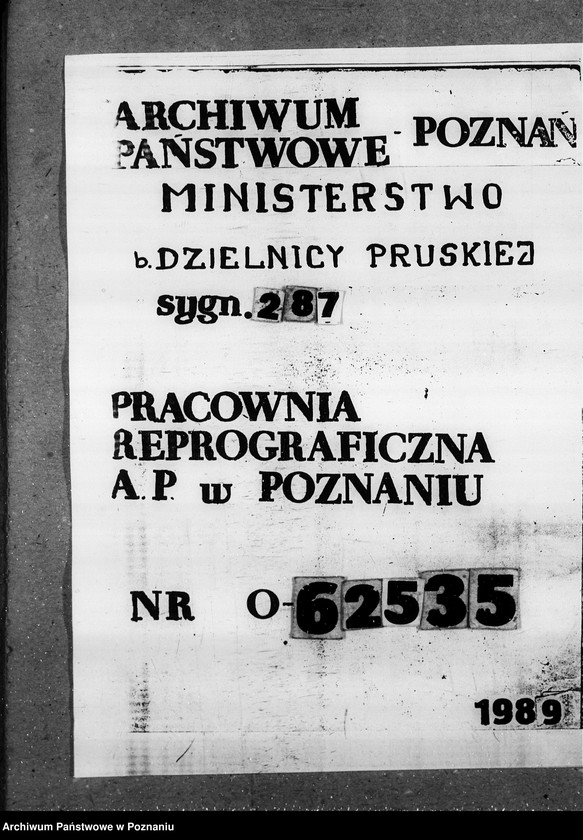 ARCHIWUM
PAŃSTWOWE - POZNAŃ
MINISTERSTWO
b. DZIELNICY PRUSKIEJ
sygn. 287
PRACOWNIA
REPROGRAFICZNA
A. P. w POZNANIU
NR O-62535
1989
Archiwum Państwowe w Poznaniu